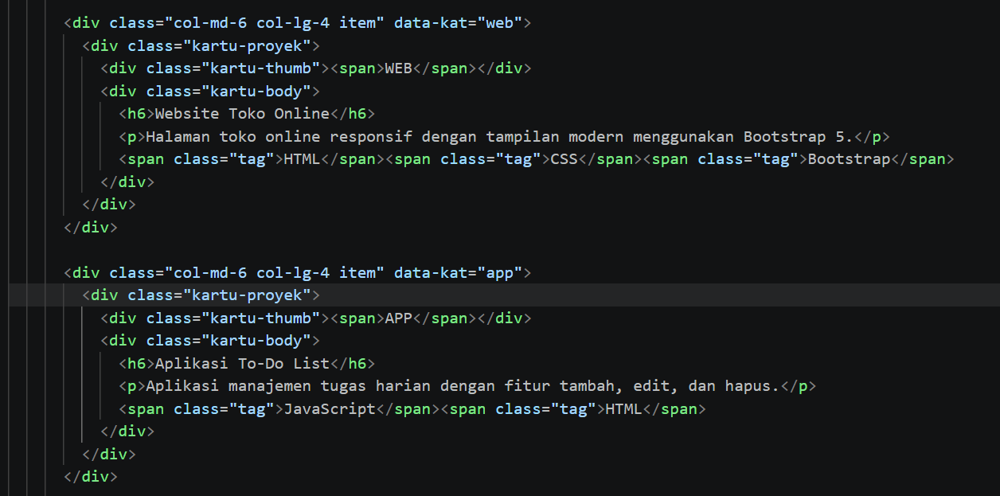 <div class="col-md-6 col-lg-4 item" data-kat="web">
<div class="kartu-proyek">
<div class="kartu-thumb"><span>WEB</span></div>
<div class="kartu-body">
<h6>Website Toko Online</h6>
<p>Halaman toko online responsif dengan tampilan modern menggunakan Bootstrap 5.</p>
<span class="tag">HTML</span><span class="tag">CSS</span><span class="tag">Bootstrap</span>
</div>
</div>
</div>
<div class="col-md-6 col-lg-4 item" data-kat="app">
<div class="kartu-proyek">
<div class="kartu-thumb"><span>APP</span></div>
<div class="kartu-body">
<h6>Aplikasi To-Do List</h6>
<p>Aplikasi manajemen tugas harian dengan fitur tambah, edit, dan hapus.</p>
<span class="tag">JavaScript</span><span class="tag">HTML</span>
</div>
</div>
</div>